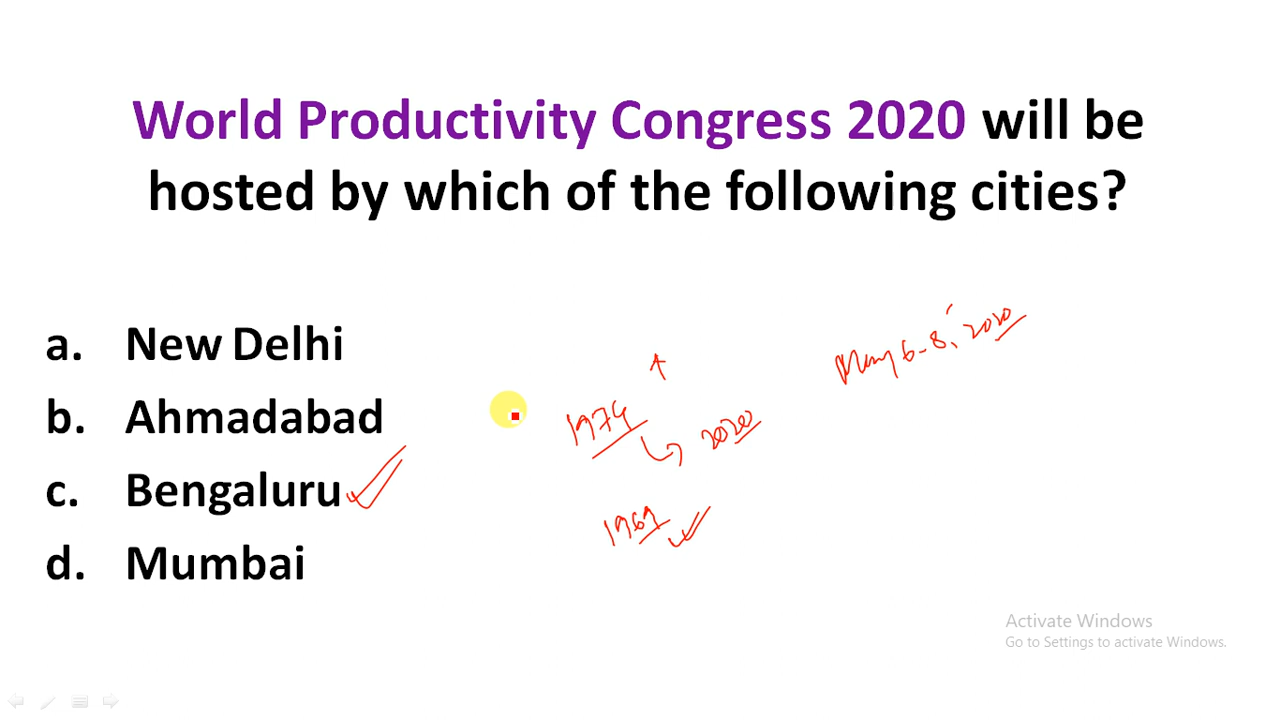 World Productivity Congress 2020 will be
hosted by which of the following cities?
a. New Delhi
b. Ahmadabad
c. Bengaluru
d. Mumbai
May 6-8, 2020
1974
2020
1969
Activate Windows
Go to Settings to activate Windows.